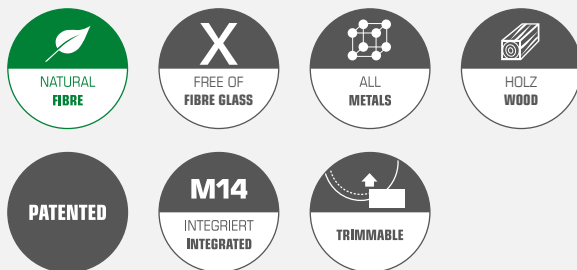 NATURAL
FIBRE
X
FREE OF
FIBRE GLASS
ALL
METALS
HOLZ
WOOD
PATENTED
M14
INTEGRIERT
INTEGRATED
TRIMMABLE